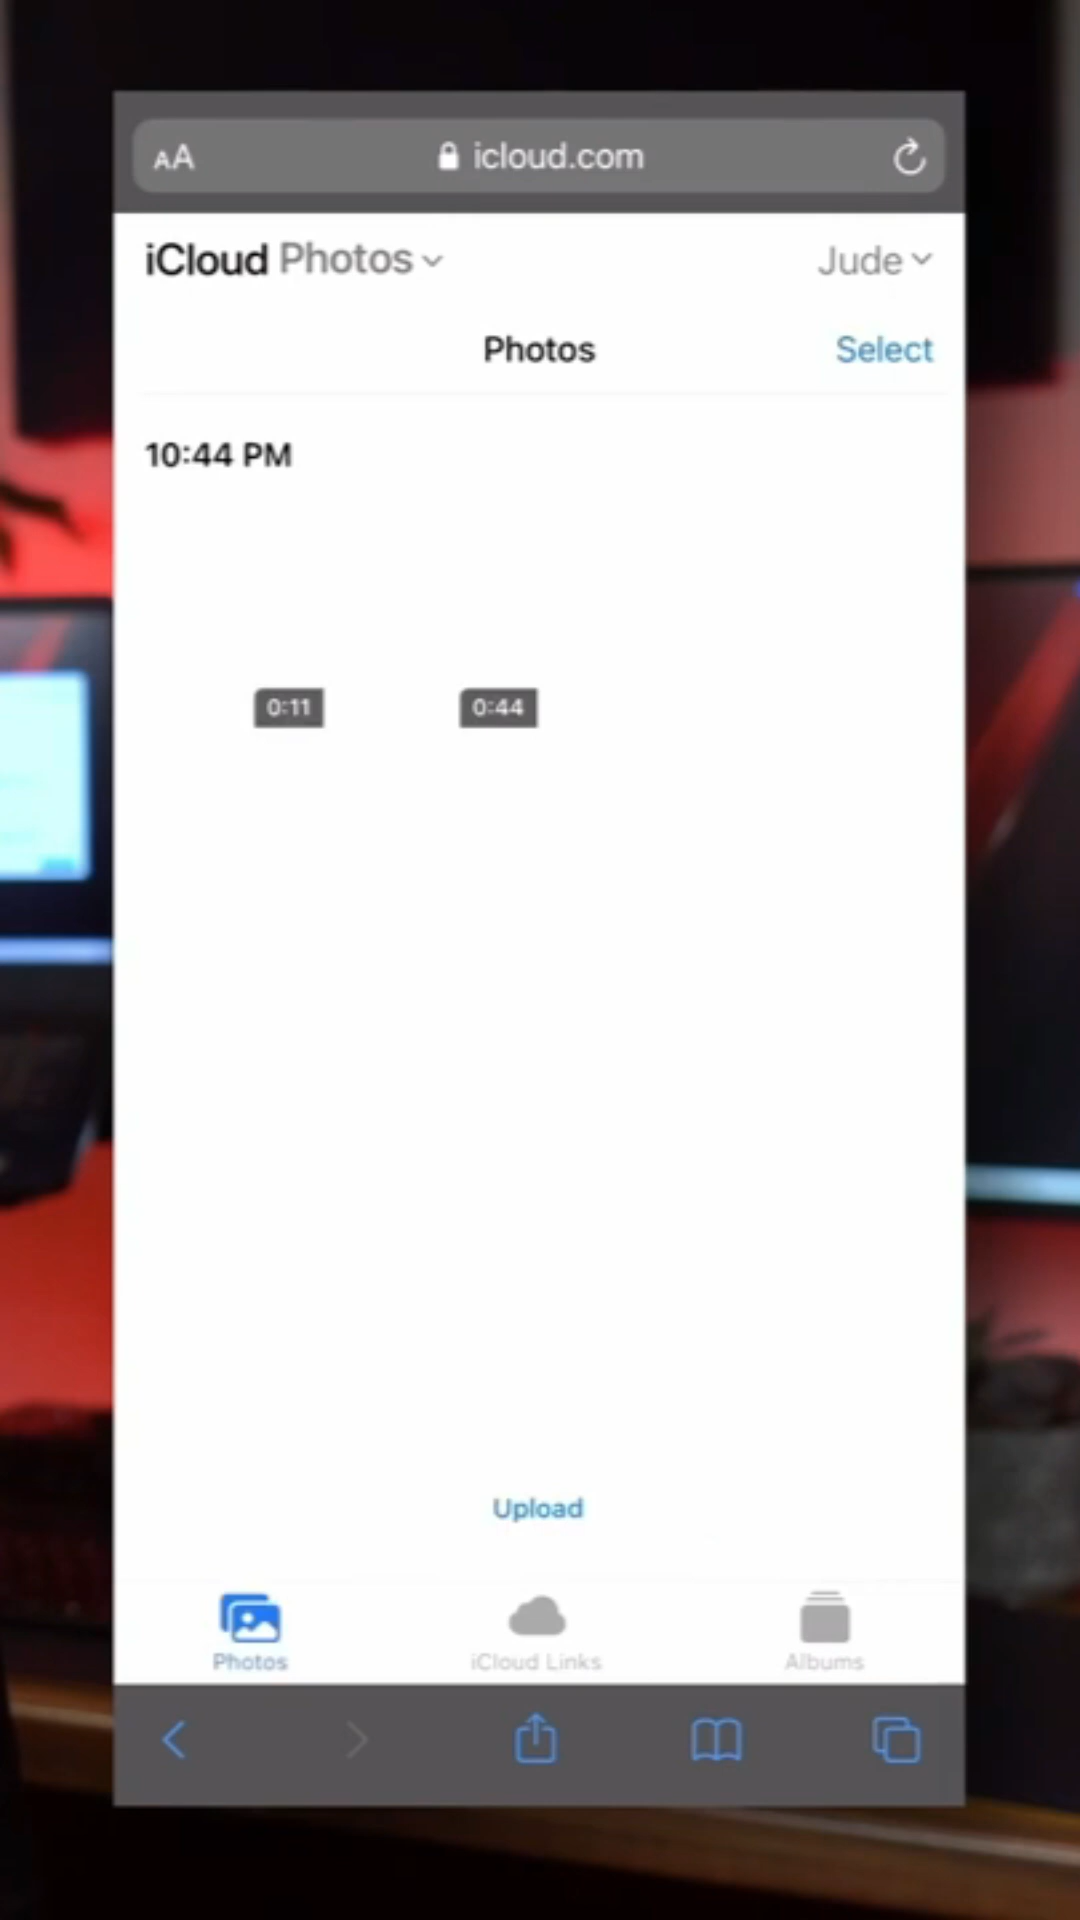 AA icloud.com
iCloud Photos Jude
Photos Select
10:44 PM
0:11 0:44
Upload
Photos iCloud Links Albums